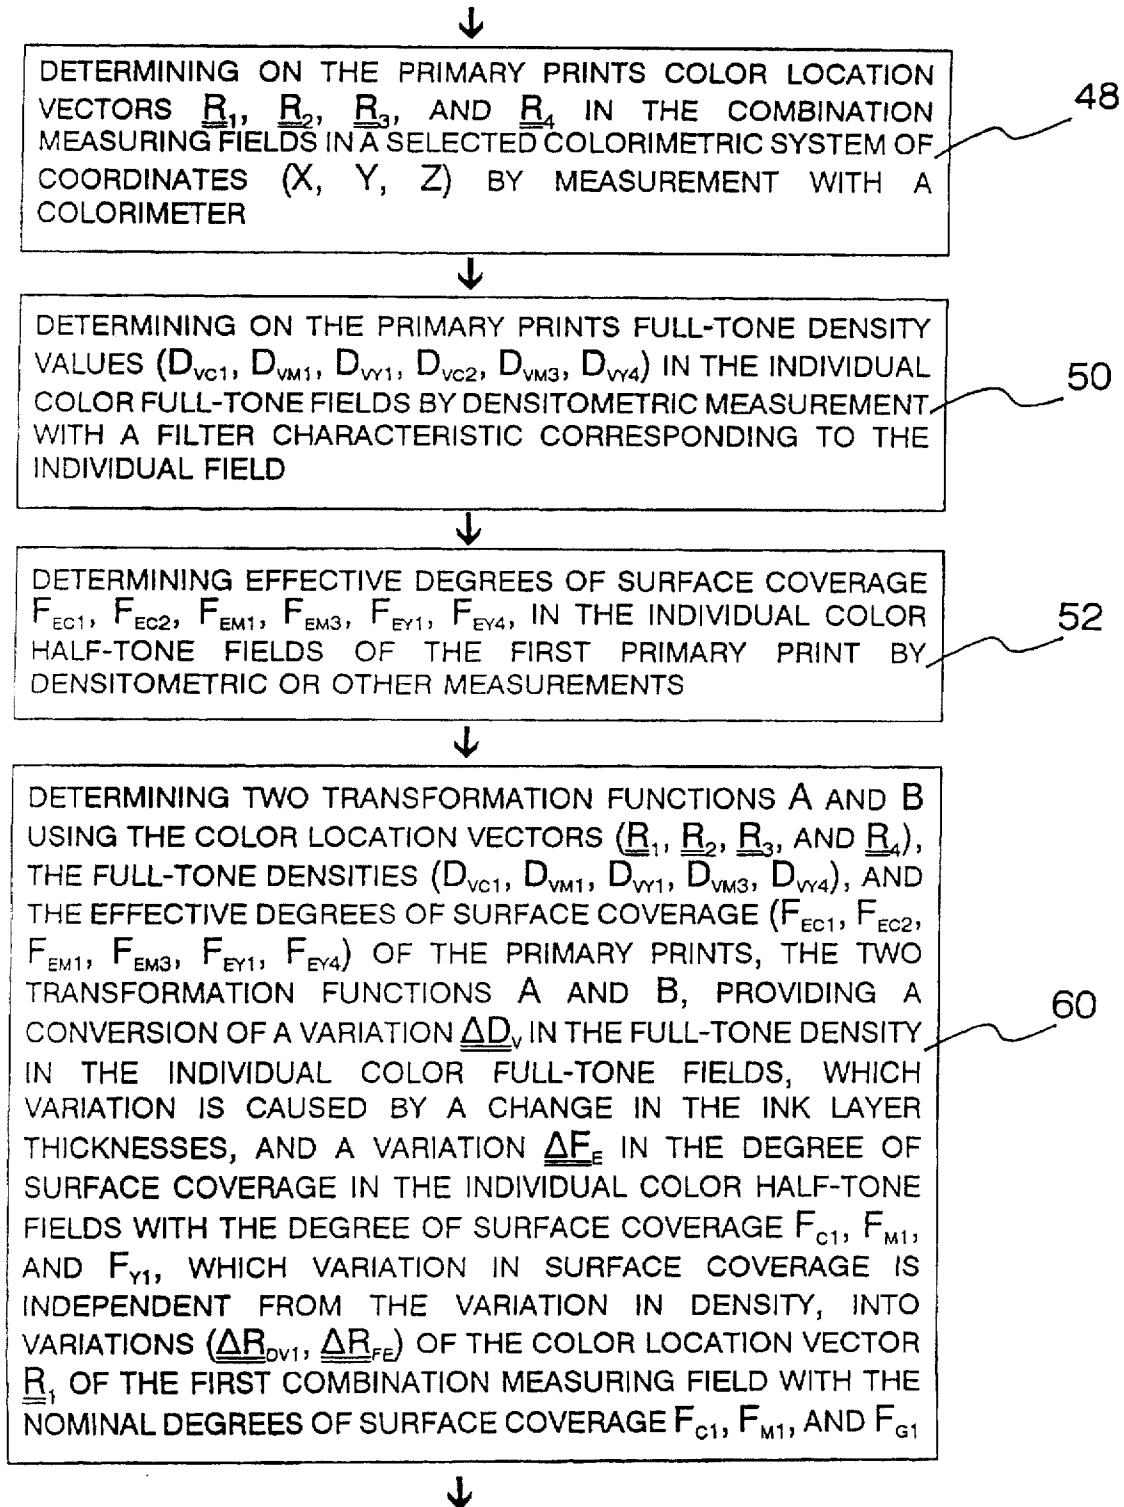 DETERMINING ON THE PRIMARY PRINTS COLOR LOCATION
VECTORS R1, R2, R3, AND R4 IN THE COMBINATION
MEASURING FIELDS IN A SELECTED COLORIMETRIC SYSTEM OF
COORDINATES (X, Y, Z) BY MEASUREMENT WITH A
COLORIMETER
48
DETERMINING ON THE PRIMARY PRINTS FULL-TONE DENSITY
VALUES (DVC1, DVM1, DVY1, DVC2, DVM3, DVY4) IN THE INDIVIDUAL
COLOR FULL-TONE FIELDS BY DENSITOMETRIC MEASUREMENT
WITH A FILTER CHARACTERISTIC CORRESPONDING TO THE
INDIVIDUAL FIELD
50
DETERMINING EFFECTIVE DEGREES OF SURFACE COVERAGE
FEC1, FEC2, FEM1, FEM3, FEY1, FEY4, IN THE INDIVIDUAL COLOR
HALF-TONE FIELDS OF THE FIRST PRIMARY PRINT BY
DENSITOMETRIC OR OTHER MEASUREMENTS
52
DETERMINING TWO TRANSFORMATION FUNCTIONS A AND B
USING THE COLOR LOCATION VECTORS (R1, R2, R3, AND R4),
THE FULL-TONE DENSITIES (DVC1, DVM1, DVY1, DVM3, DVY4), AND
THE EFFECTIVE DEGREES OF SURFACE COVERAGE (FEC1, FEC2,
FEM1, FEM3, FEY1, FEY4) OF THE PRIMARY PRINTS, THE TWO
TRANSFORMATION FUNCTIONS A AND B, PROVIDING A
CONVERSION OF A VARIATION ΔDV IN THE FULL-TONE DENSITY
IN THE INDIVIDUAL COLOR FULL-TONE FIELDS, WHICH
VARIATION IS CAUSED BY A CHANGE IN THE INK LAYER
THICKNESSES, AND A VARIATION ΔFE IN THE DEGREE OF
SURFACE COVERAGE IN THE INDIVIDUAL COLOR HALF-TONE
FIELDS WITH THE DEGREE OF SURFACE COVERAGE FC1, FM1,
AND FY1, WHICH VARIATION IN SURFACE COVERAGE IS
INDEPENDENT FROM THE VARIATION IN DENSITY, INTO
VARIATIONS (ΔRDV1, ΔRFE) OF THE COLOR LOCATION VECTOR
R1 OF THE FIRST COMBINATION MEASURING FIELD WITH THE
NOMINAL DEGREES OF SURFACE COVERAGE FC1, FM1, AND FG1
60